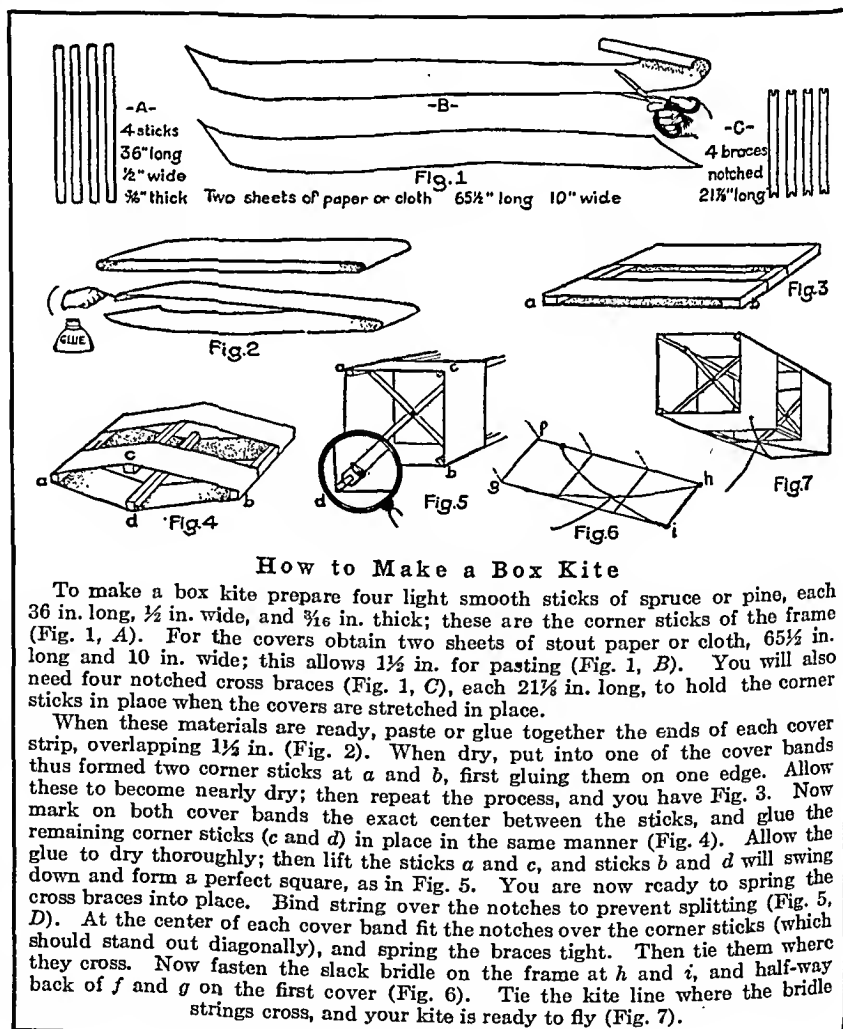 -A-
4 sticks
36" long
½" wide
3/16" thick
-B-
Fig. 1
Two sheets of paper or cloth 65½" long 10" wide
-C-
4 braces
notched
21⅞" long
GLUE
Fig. 2
a
b
Fig. 3
a
c
d
b
Fig. 4
a
c
b
d
Fig. 5
f
g
h
i
Fig. 6
Fig. 7
How to Make a Box Kite
To make a box kite prepare four light smooth sticks of spruce or pine, each
36 in. long, ½ in. wide, and 3/16 in. thick; these are the corner sticks of the frame
(Fig. 1, A). For the covers obtain two sheets of stout paper or cloth, 65½ in.
long and 10 in. wide; this allows 1½ in. for pasting (Fig. 1, B). You will also
need four notched cross braces (Fig. 1, C), each 21⅞ in. long, to hold the corner
sticks in place when the covers are stretched in place.
When these materials are ready, paste or glue together the ends of each cover
strip, overlapping 1½ in. (Fig. 2). When dry, put into one of the cover bands
thus formed two corner sticks at a and b, first gluing them on one edge. Allow
these to become nearly dry; then repeat the process, and you have Fig. 3. Now
mark on both cover bands the exact center between the sticks, and glue the
remaining corner sticks (c and d) in place in the same manner (Fig. 4). Allow the
glue to dry thoroughly; then lift the sticks a and c, and sticks b and d will swing
down and form a perfect square, as in Fig. 5. You are now ready to spring the
cross braces into place. Bind string over the notches to prevent splitting (Fig. 5,
D). At the center of each cover band fit the notches over the corner sticks (which
should stand out diagonally), and spring the braces tight. Then tie them where
they cross. Now fasten the slack bridle on the frame at h and i, and half-way
back of f and g on the first cover (Fig. 6). Tie the kite line where the bridle
strings cross, and your kite is ready to fly (Fig. 7).